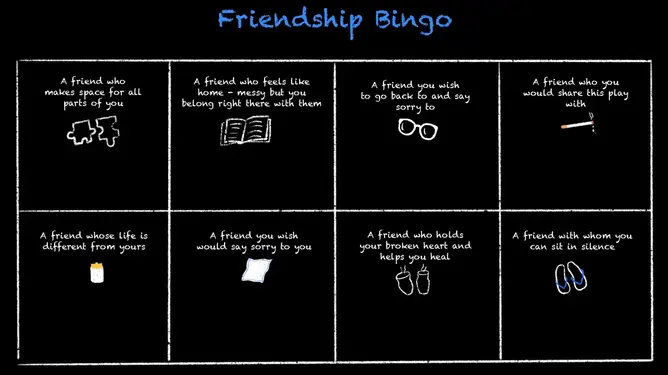 Friendship Bingo
A friend who
makes space for all
parts of you
A friend who feels like
home - messy but you
belong right there with them
A friend you wish
to go back to and say
sorry to
A friend who you
would share this play
with
A friend whose life is
different from yours
A friend you wish
would say sorry to you
A friend who holds
your broken heart and
helps you heal
A friend with whom you
can sit in silence